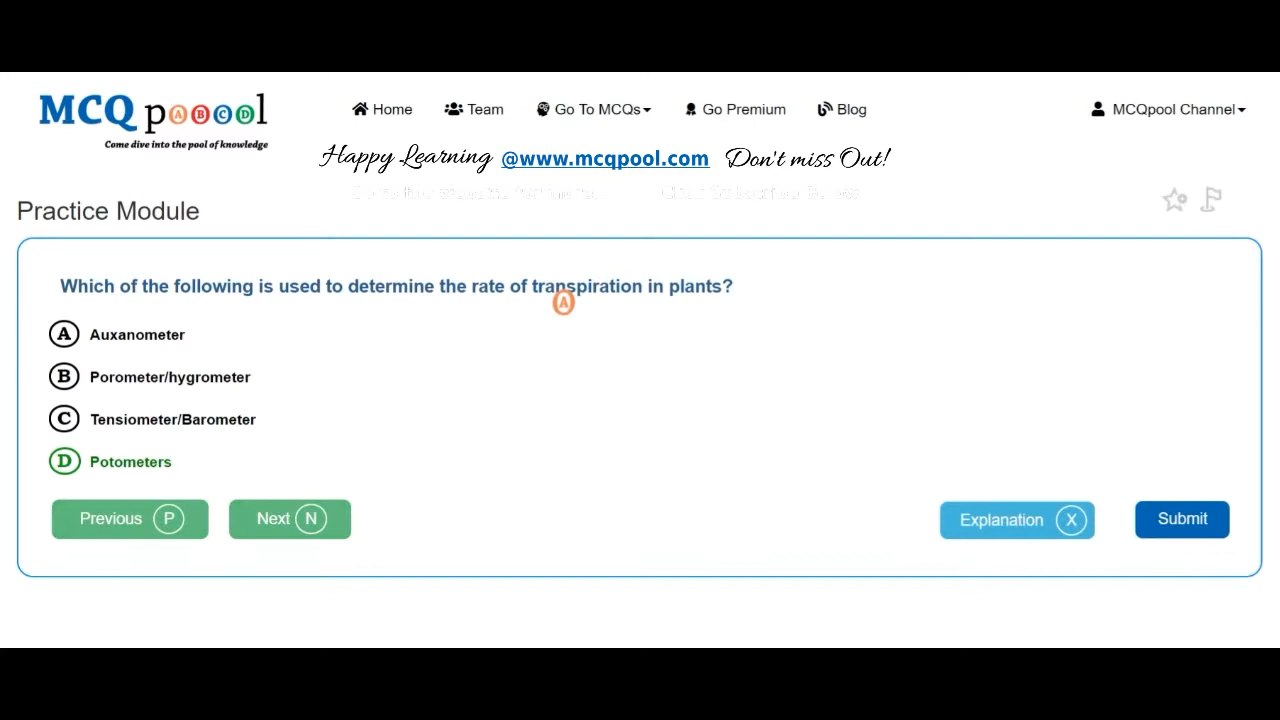 MCQ pABCDl
Come dive into the pool of knowledge
Home Team Go To MCQs Go Premium Blog MCQpool Channel
Happy Learning @www.mcqpool.com Don't miss Out!
Practice Module
Which of the following is used to determine the rate of transpiration in plants?
A
A Auxanometer
B Porometer/hygrometer
C Tensiometer/Barometer
D Potometers
Previous P Next N Explanation X Submit